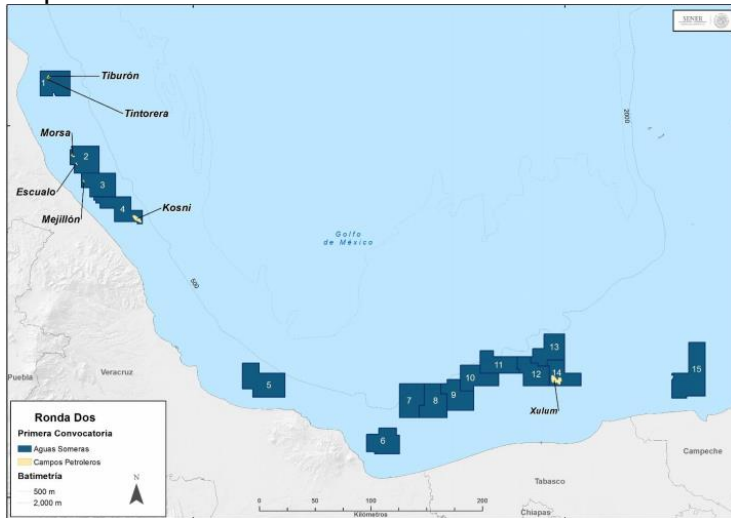 SENER
1
Tiburón
Tintorera
2000
Morsa
2
Escualo
3
Mejillón
4
Kosni
Golfo
de México
500
Puebla
Veracruz
5
13
11
14
12
15
10
9
7
8
Xulum
6
Campeche
Tabasco
Chiapas
Ronda Dos
Primera Convocatoria
Aguas Someras
Campos Petroleros
Batimetría
500 m
2,000 m
N
0
50
100
200
Kilómetros